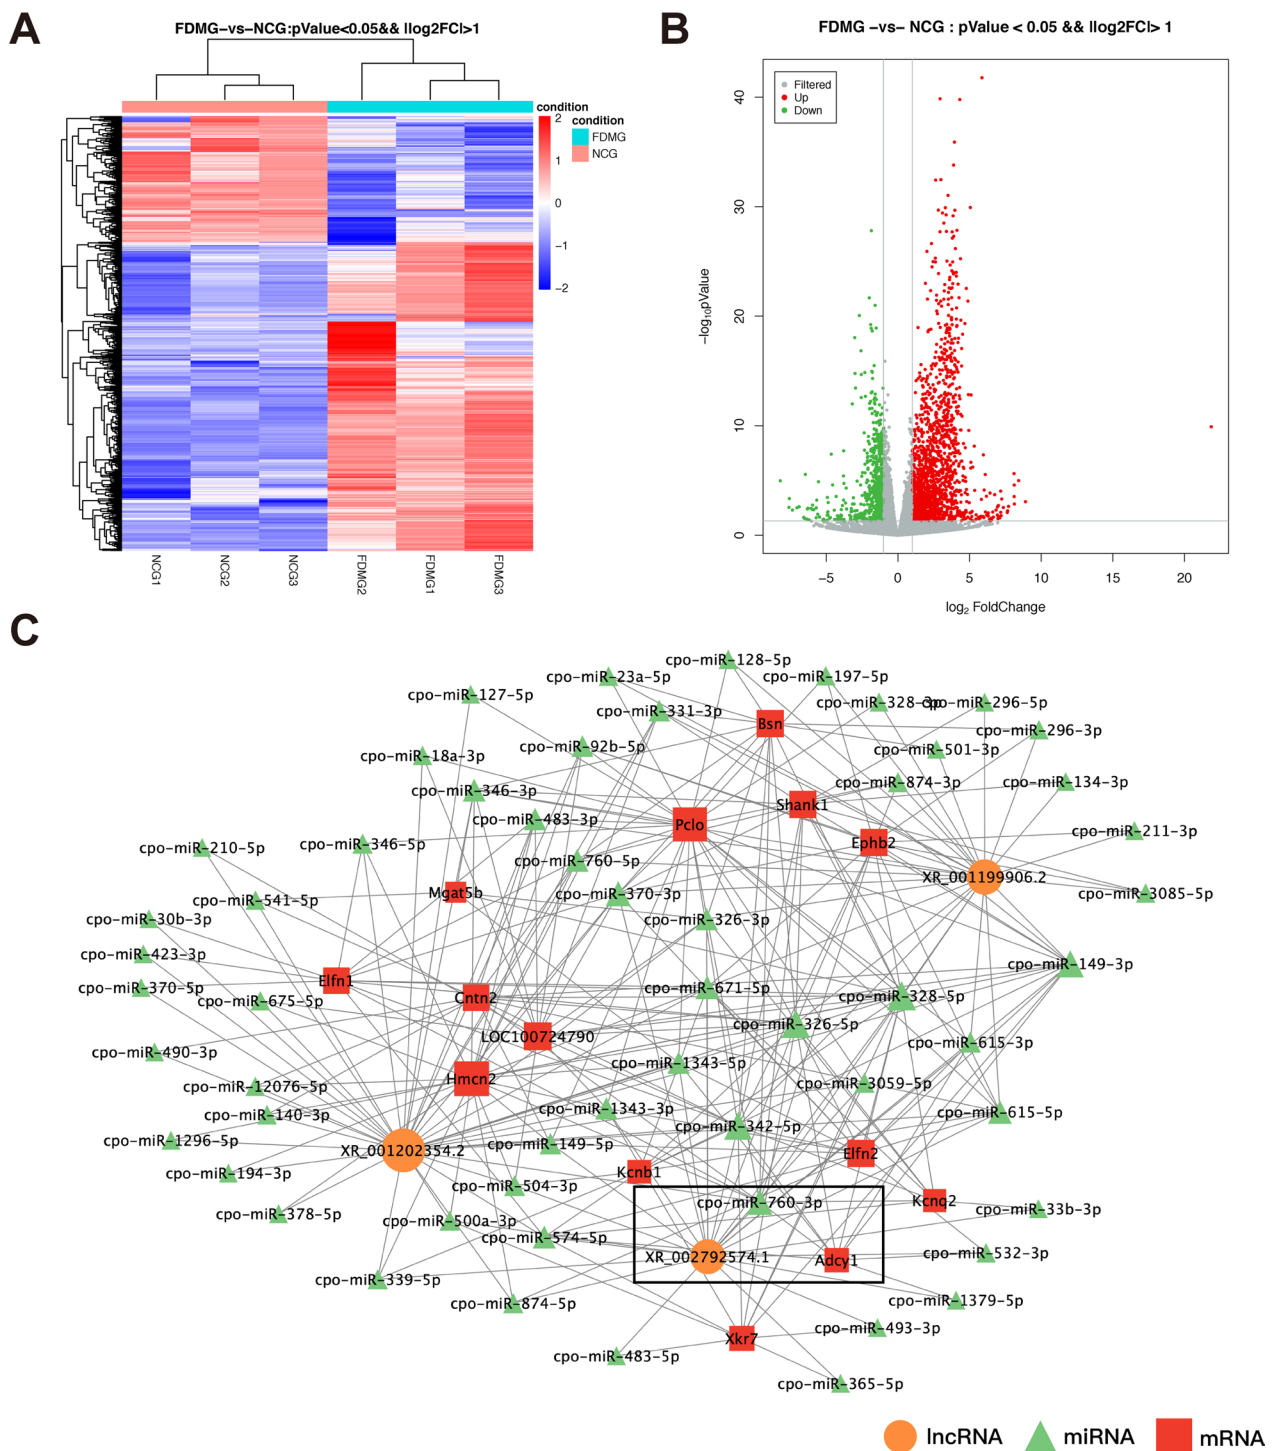 A
FDMG-vs-NCG:pValue<0.05&& |log2FC|>1
condition
2
1
0
-1
-2
condition
FDMG
NCG
NCG1
NCG2
NCG3
FDMG2
FDMG1
FDMG3
B
FDMG -vs- NCG : pValue < 0.05 && |log2FC|> 1
Filtered
Up
Down
-log10pValue
40
30
20
10
0
-5
0
5
10
15
20
log2 FoldChange
C
cpo-miR-128-5p
cpo-miR-23a-5p
cpo-miR-197-5p
cpo-miR-127-5p
cpo-miR-328-3p
cpo-miR-296-5p
cpo-miR-331-3p
Bsn
cpo-miR-296-3p
cpo-miR-92b-5p
cpo-miR-501-3p
cpo-miR-18a-3p
cpo-miR-874-3p
cpo-miR-134-3p
cpo-miR-346-3p
Shank1
cpo-miR-483-3p
Pclo
cpo-miR-211-3p
cpo-miR-210-5p
cpo-miR-346-5p
Ephb2
cpo-miR-760-5p
XR_001199906.2
Mgat5b
cpo-miR-370-3p
cpo-miR-3085-5p
cpo-miR-541-5p
cpo-miR-30b-3p
cpo-miR-326-3p
cpo-miR-423-3p
cpo-miR-149-3p
cpo-miR-370-5p
Elfn1
cpo-miR-671-5p
cpo-miR-675-5p
Cntn2
cpo-miR-328-5p
cpo-miR-326-5p
LOC100724790
cpo-miR-615-3p
cpo-miR-490-3p
cpo-miR-1343-5p
Hmcn2
cpo-miR-12076-5p
cpo-miR-3059-5p
cpo-miR-140-3p
cpo-miR-1343-3p
cpo-miR-615-5p
cpo-miR-342-5p
cpo-miR-1296-5p
XR_001202354.2
cpo-miR-149-5p
Elfn2
cpo-miR-194-3p
Kcnb1
cpo-miR-504-3p
cpo-miR-760-3p
Kcnq2
cpo-miR-33b-3p
cpo-miR-378-5p
cpo-miR-500a-3p
cpo-miR-574-5p
XR_002792574.1
Adcy1
cpo-miR-532-3p
cpo-miR-339-5p
cpo-miR-874-5p
cpo-miR-1379-5p
cpo-miR-493-3p
Xkr7
cpo-miR-483-5p
cpo-miR-365-5p
lncRNA
miRNA
mRNA